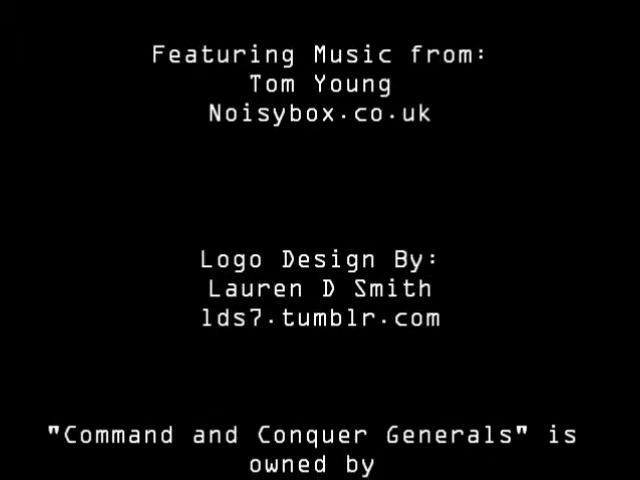 Featuring Music from:
Tom Young
Noisybox.co.uk
Logo Design By:
Lauren D Smith
lds7.tumblr.com
"Command and Conquer Generals" is
owned by